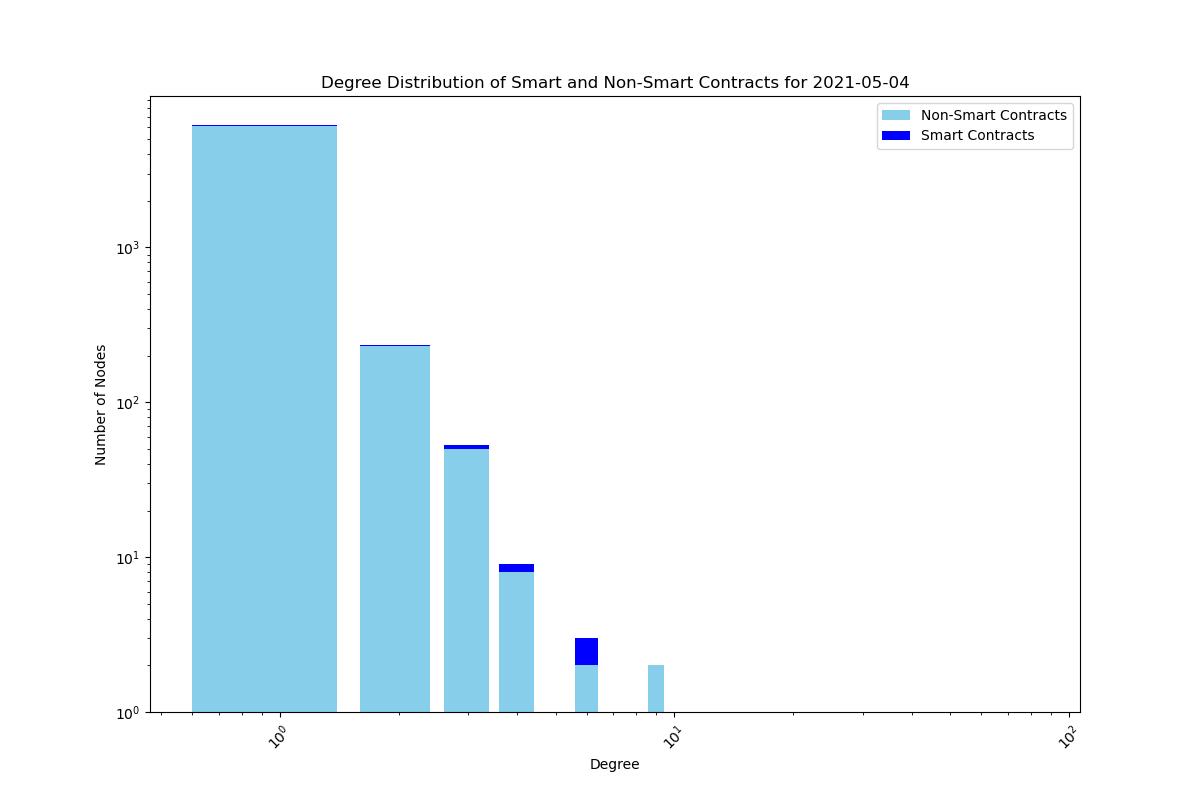 Degree Distribution of Smart and Non-Smart Contracts for 2021-05-04
Non-Smart Contracts
Smart Contracts
Number of Nodes
10³
10²
10¹
10⁰
10⁰
10¹
10²
Degree